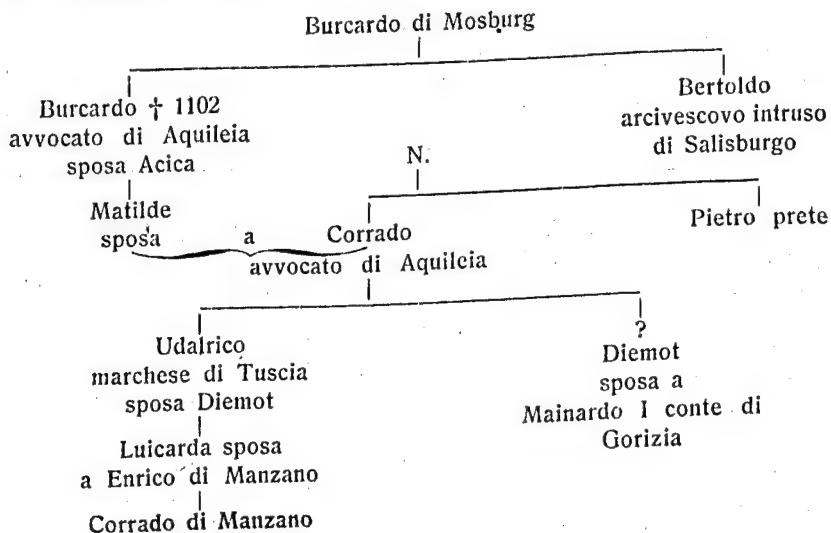 Burcardo di Mosburg
Burcardo † 1102
avvocato di Aquileia
sposa Acica
Bertoldo
arcivescovo intruso
di Salisburgo
N.
Matilde
sposa a Corrado
avvocato di Aquileia
Pietro prete
Udalrico
marchese di Tuscia
sposa Diemot
?
Diemot
sposa a
Mainardo I conte di
Gorizia
Luicarda sposa
a Enrico di Manzano
Corrado di Manzano